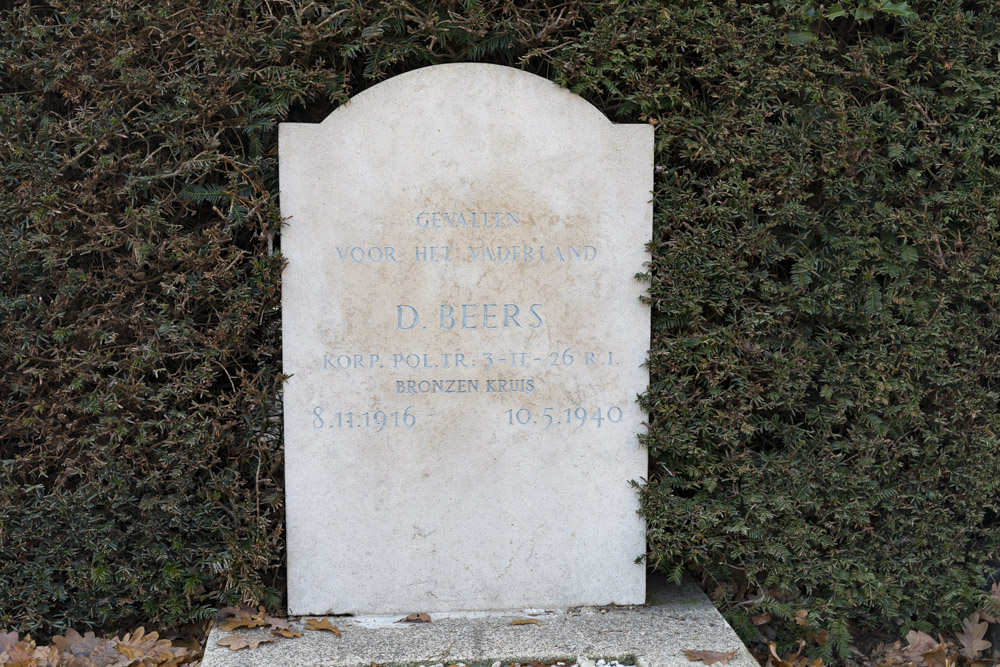 GEVALLEN
VOOR HET VADERLAND
D. BEERS
KORP. POL. TR. 3-II-26 R.I.
BRONZEN KRUIS
8.11.1916 10.5.1940